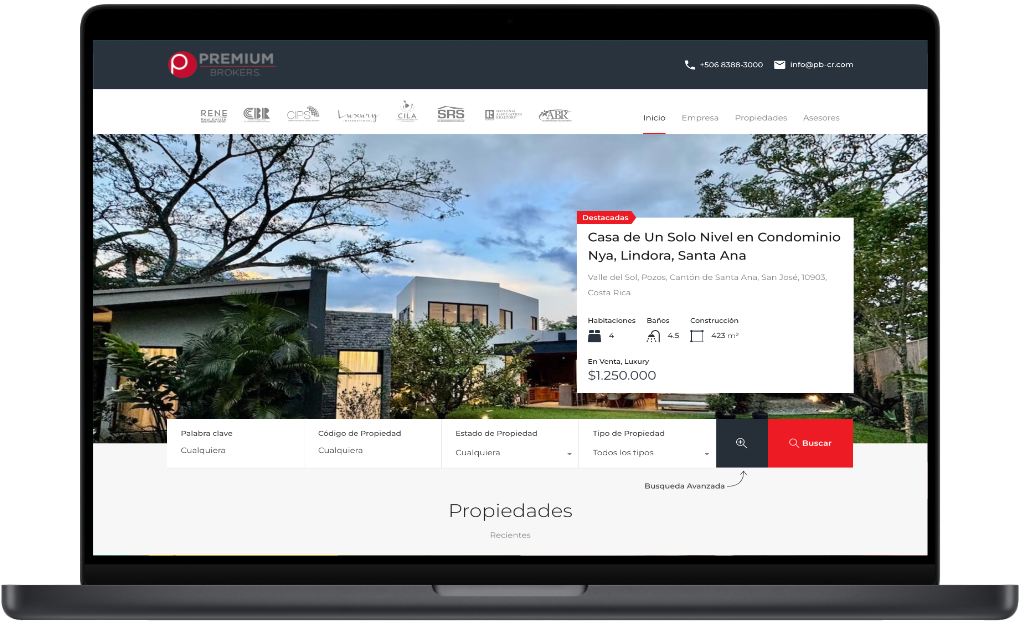 PREMIUM
BROKERS
+506 8388-3000
info@pb-cr.com
RENE
CBR
CIPS
Luxury
CILA
SRS
ABR
Inicio
Empresa
Propiedades
Asesores
Destacadas
Casa de Un Solo Nivel en Condominio
Nya, Lindora, Santa Ana
Valle del Sol, Pozos, Cantón de Santa Ana, San José, 10903,
Costa Rica
Habitaciones
Baños
Construcción
4
4.5
423 m²
En Venta, Luxury
$1.250.000
Palabra clave
Código de Propiedad
Estado de Propiedad
Tipo de Propiedad
Cualquiera
Cualquiera
Cualquiera
Todos los tipos
Buscar
Busqueda Avanzada
Propiedades
Recientes